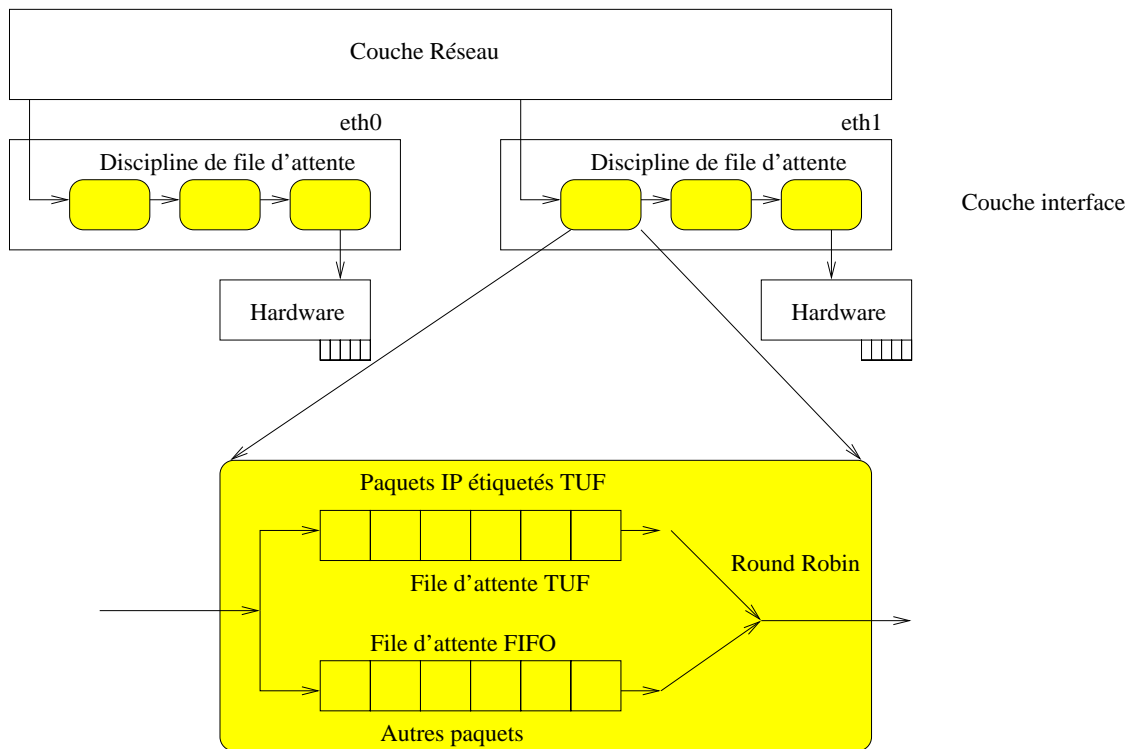 Couche Réseau
eth0
eth1
Discipline de file d'attente
Discipline de file d'attente
Couche interface
Hardware
Hardware
Paquets IP étiquetés TUF
File d'attente TUF
Round Robin
File d'attente FIFO
Autres paquets